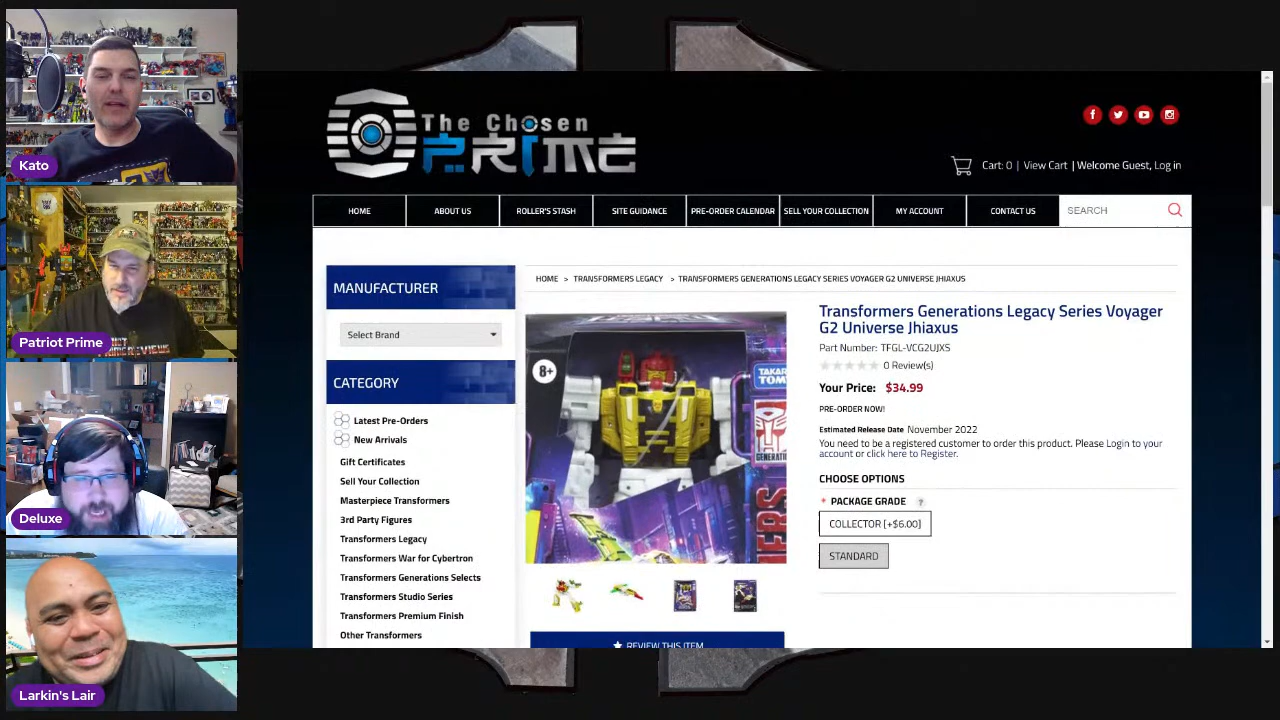 Kato
Patriot Prime
Deluxe
Larkin's Lair
The Chosen
PRIME
Cart: 0 | View Cart | Welcome Guest, Log in
HOME
ABOUT US
ROLLER'S STASH
SITE GUIDANCE
PRE-ORDER CALENDAR
SELL YOUR COLLECTION
MY ACCOUNT
CONTACT US
SEARCH
MANUFACTURER
Select Brand
CATEGORY
Latest Pre-Orders
New Arrivals
Gift Certificates
Sell Your Collection
Masterpiece Transformers
3rd Party Figures
Transformers Legacy
Transformers War for Cybertron
Transformers Generations Selects
Transformers Studio Series
Transformers Premium Finish
Other Transformers
HOME > TRANSFORMERS LEGACY > TRANSFORMERS GENERATIONS LEGACY SERIES VOYAGER G2 UNIVERSE JHIAXUS
8+
TAKARA
TOMY
REVIEW THIS ITEM
Transformers Generations Legacy Series Voyager
G2 Universe Jhiaxus
Part Number: TFGL-VCG2UJXS
0 Review(s)
Your Price: $34.99
PRE-ORDER NOW!
Estimated Release Date November 2022
You need to be a registered customer to order this product. Please Login to your
account or click here to Register.
CHOOSE OPTIONS
* PACKAGE GRADE ?
COLLECTOR [+$6.00]
STANDARD